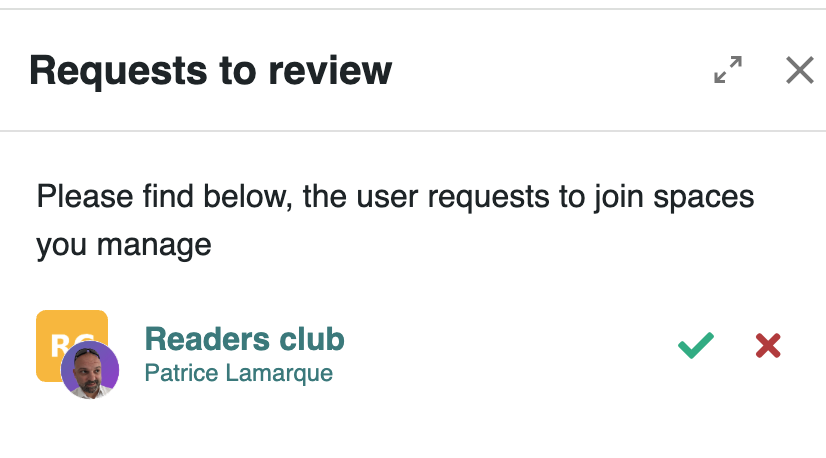 Requests to review
Please find below, the user requests to join spaces
you manage
Readers club
Patrice Lamarque